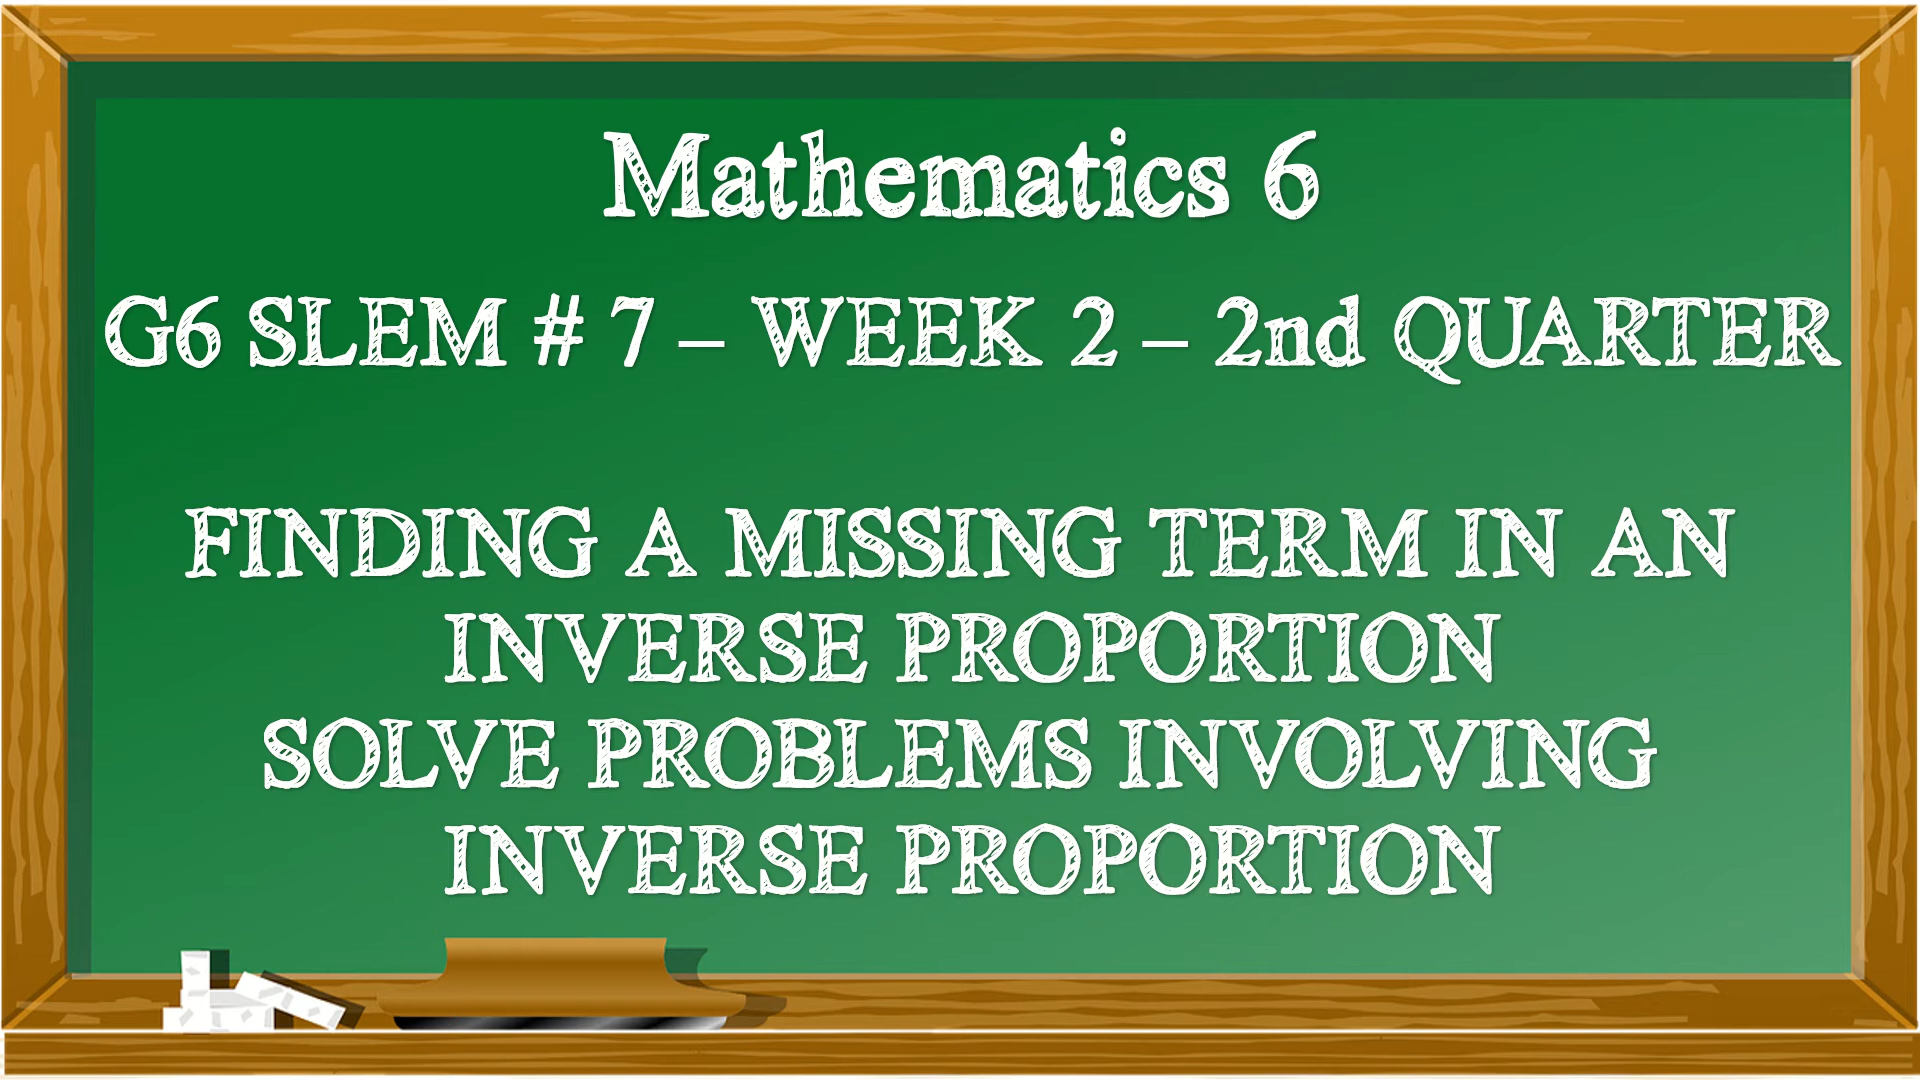 Mathematics 6
G6 SLEM # 7 – WEEK 2 – 2nd QUARTER
FINDING A MISSING TERM IN AN
INVERSE PROPORTION
SOLVE PROBLEMS INVOLVING
INVERSE PROPORTION